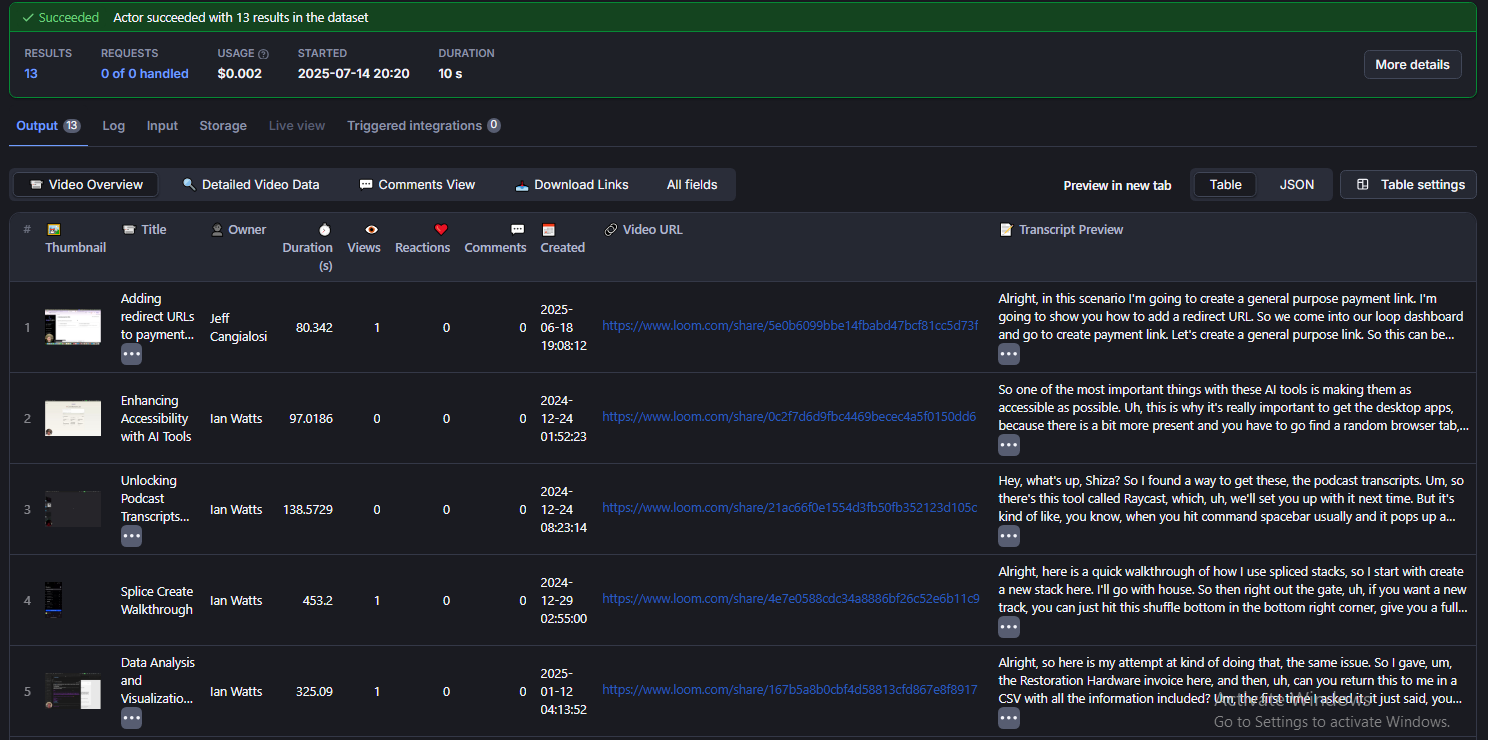 Succeeded Actor succeeded with 13 results in the dataset
RESULTS REQUESTS USAGE STARTED DURATION
13 0 of 0 handled $0.002 2025-07-14 20:20 10 s
More details
Output 13 Log Input Storage Live view Triggered integrations 0
Video Overview Detailed Video Data Comments View Download Links All fields
Preview in new tab Table JSON Table settings
# Thumbnail Title Owner Duration (s) Views Reactions Comments Created Video URL Transcript Preview
1
Adding
redirect URLs
to payment...
Jeff
Cangialosi
80.342 1 0 0
2025-
06-18
19:08:12
https://www.loom.com/share/5e0b6099bbe14fbabd47bcf81cc5d73f
Alright, in this scenario I'm going to create a general purpose payment link. I'm
going to show you how to add a redirect URL. So we come into our loop dashboard
and go to create payment link. Let's create a general purpose link. So this can be...
2
Enhancing
Accessibility
with AI Tools
Ian Watts
97.0186 0 0 0
2024-
12-24
01:52:23
https://www.loom.com/share/0c2f7d6d9fbc4469becec4a5f0150dd6
So one of the most important things with these AI tools is making them as
accessible as possible. Uh, this is why it's really important to get the desktop apps,
because there is a bit more present and you have to go find a random browser tab,...
3
Unlocking
Podcast
Transcripts...
Ian Watts
138.5729 0 0 0
2024-
12-24
08:23:14
https://www.loom.com/share/21ac66f0e1554d3fb50fb352123d105c
Hey, what's up, Shiza? So I found a way to get these, the podcast transcripts. Um, so
there's this tool called Raycast, which, uh, we'll set you up with it next time. But it's
kind of like, you know, when you hit command spacebar usually and it pops up a...
4
Splice Create
Walkthrough
Ian Watts
453.2 1 0 0
2024-
12-29
02:55:00
https://www.loom.com/share/4e7e0588cdc34a8886bf26c52e6b11c9
Alright, here is a quick walkthrough of how I use spliced stacks, so I start with create
a new stack here. I'll go with house. So then right out the gate, uh, if you want a new
track, you can just hit this shuffle bottom in the bottom right corner, give you a full...
5
Data Analysis
and
Visualizatio...
Ian Watts
325.09 1 0 0
2025-
01-12
04:13:52
https://www.loom.com/share/167b5a8b0cbf4d58813cfd867e8f8917
Alright, so here is my attempt at kind of doing that, the same issue. So I gave, um,
the Restoration Hardware invoice here, and then, uh, can you return this to me in a
CSV with all the information included? Um, the first time I asked it, it just said, you...
Activate Windows
Go to Settings to activate Windows.